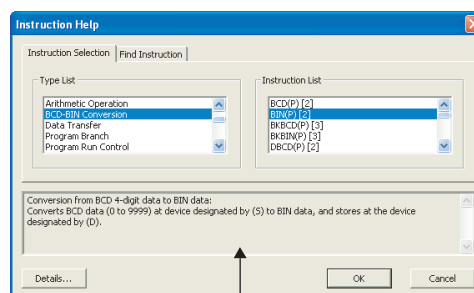 Instruction Help
Instruction Selection Find Instruction
Type List
Arithmetic Operation
BCD-BIN Conversion
Data Transfer
Program Branch
Program Run Control
Instruction List
BCD(P) [2]
BIN(P) [2]
BKBCD(P) [3]
BKBIN(P) [3]
DBCD(P) [2]
Conversion from BCD 4-digit data to BIN data:
Converts BCD data (0 to 9999) at device designated by (S) to BIN data, and stores at the device
designated by (D).
Details... OK Cancel